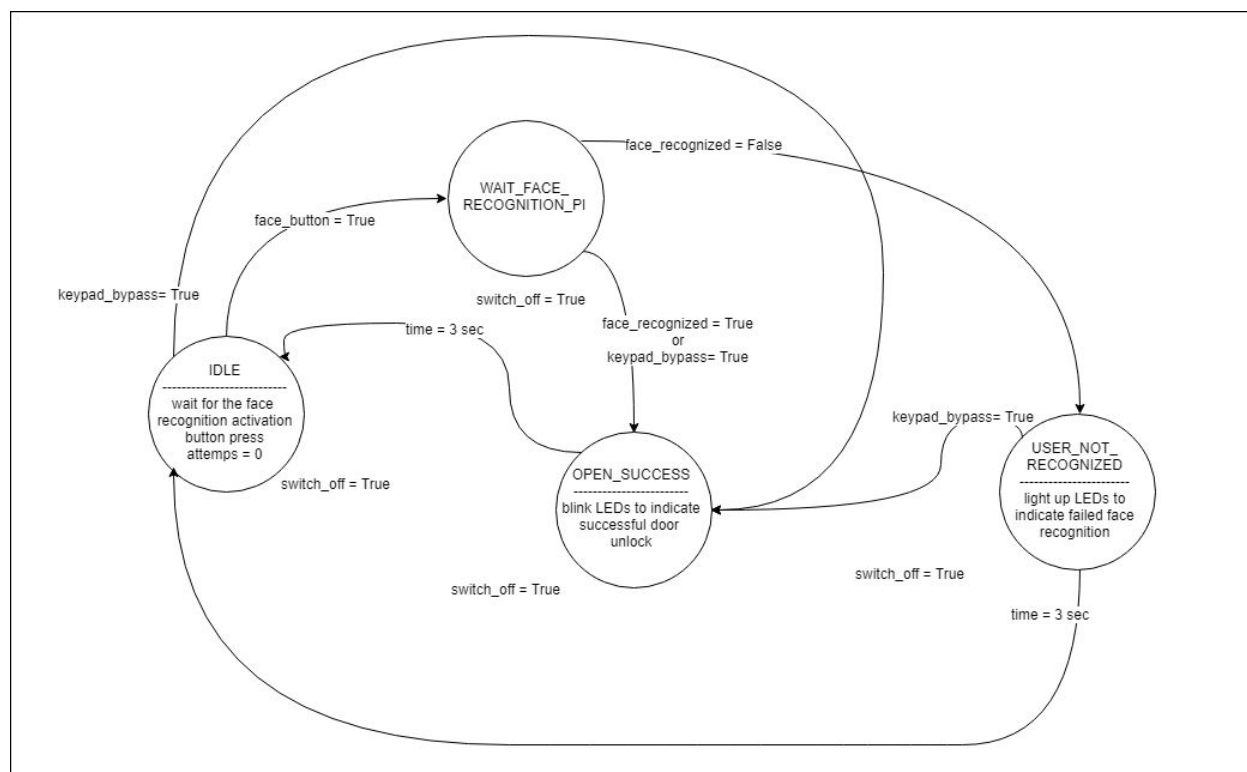 face_recognized = False
WAIT_FACE_
RECOGNITION_PI
face_button = True
keypad_bypass= True
switch_off = True
face_recognized = True
or
keypad_bypass= True
time = 3 sec
IDLE
------------------------------
wait for the face
recognition activation
button press
attemps = 0
switch_off = True
OPEN_SUCCESS
-----------------------------
blink LEDs to indicate
successful door
unlock
switch_off = True
keypad_bypass= True
USER_NOT_
RECOGNIZED
---------------------------
light up LEDs to
indicate failed face
recognition
switch_off = True
time = 3 sec